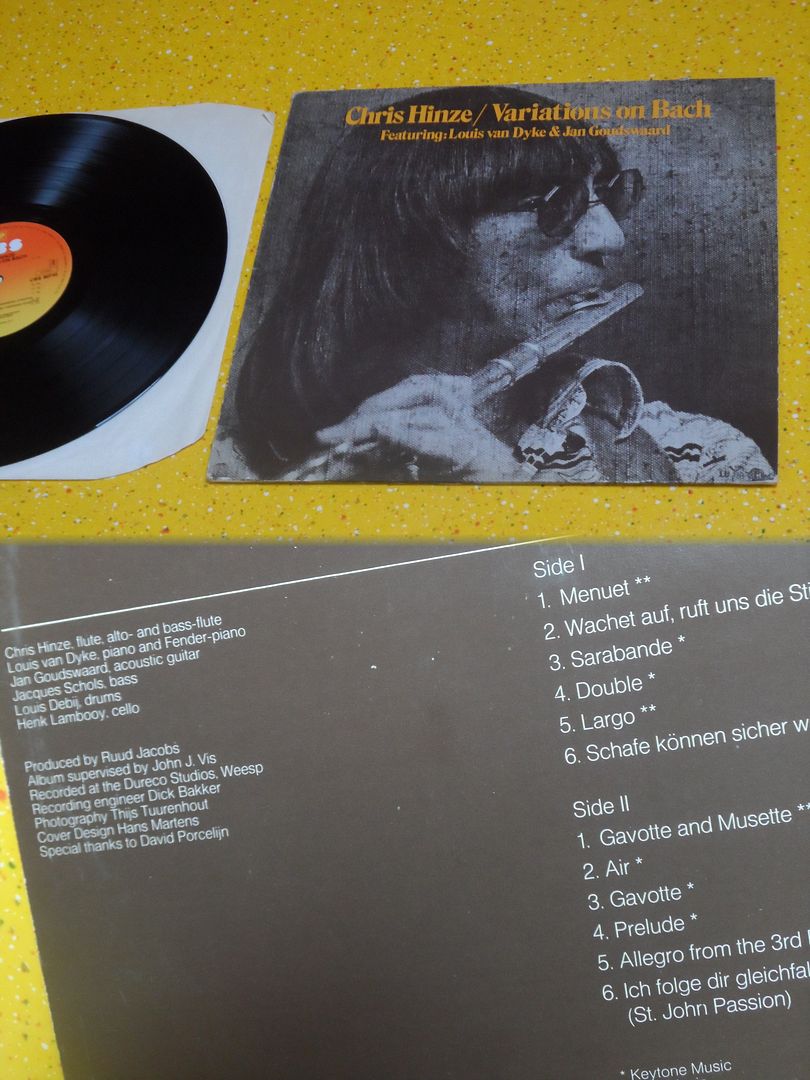 Chris Hinze / Variations on Bach
Featuring: Louis van Dyke & Jan Goudswaard
Chris Hinze, flute, alto- and bass-flute
Louis van Dyke, piano and Fender-piano
Jan Goudswaard, acoustic guitar
Jacques Schols, bass
Louis Debij, drums
Henk Lambooy, cello
Produced by Ruud Jacobs
Album supervised by John J. Vis
Recorded at the Dureco Studios, Weesp
Recording engineer Dick Bakker
Photography Thijs Tuurenhout
Cover Design Hans Martens
Special thanks to David Porcelijn
Side I
1. Menuet **
2. Wachet auf, ruft uns die Sti
3. Sarabande *
4. Double *
5. Largo **
6. Schafe können sicher w
Side II
1. Gavotte and Musette **
2. Air *
3. Gavotte *
4. Prelude *
5. Allegro from the 3rd
6. Ich folge dir gleichfal
(St. John Passion)
* Keytone Music